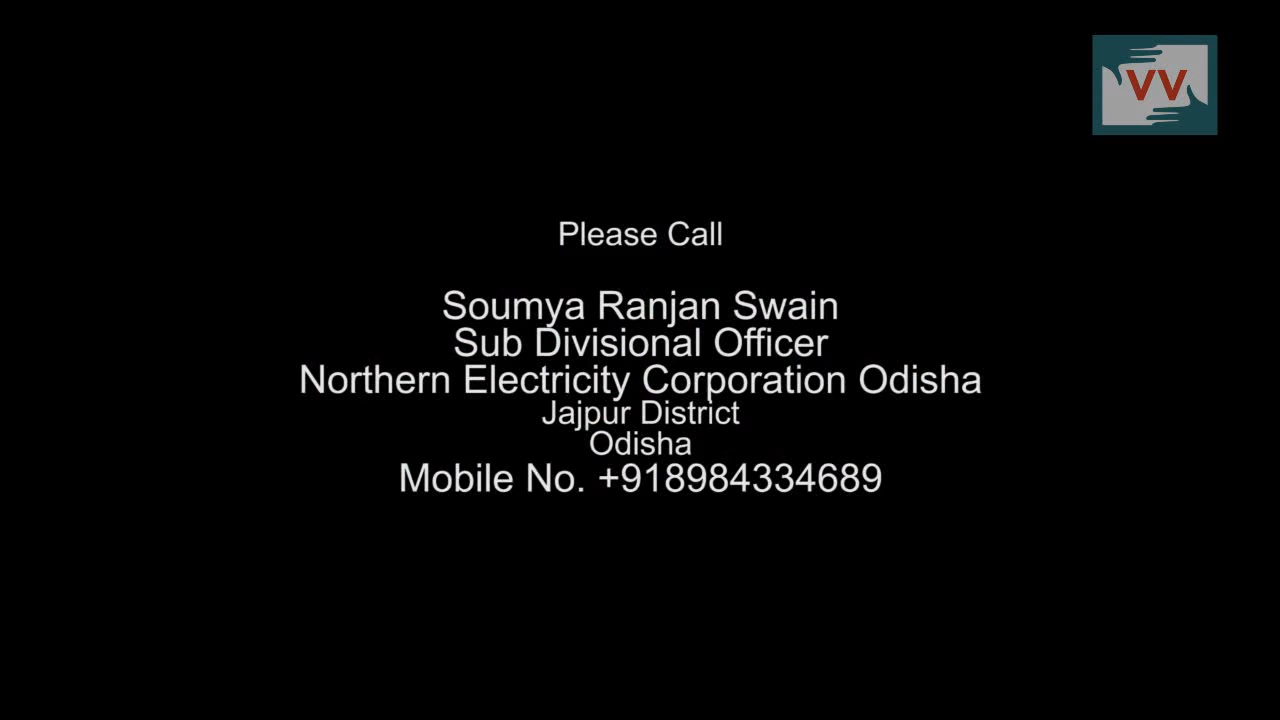 VV
Please Call
Soumya Ranjan Swain
Sub Divisional Officer
Northern Electricity Corporation Odisha
Jajpur District
Odisha
Mobile No. +918984334689